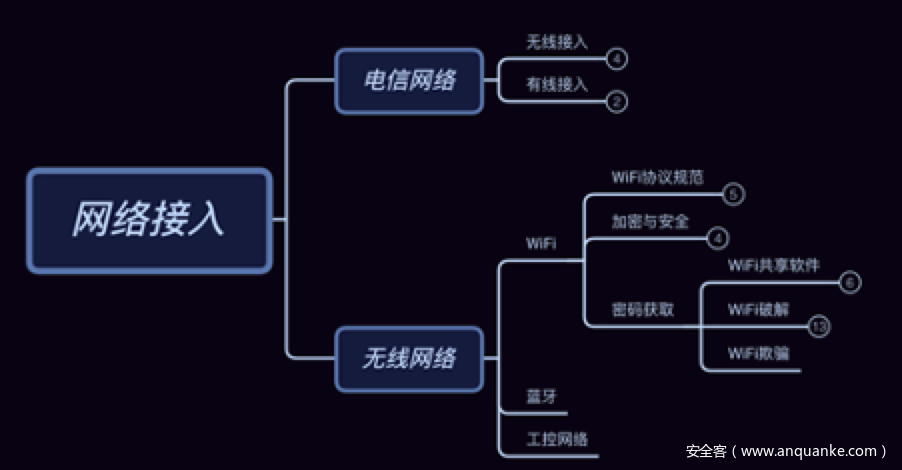 网络接入
电信网络
无线接入
4
有线接入
2
无线网络
WiFi
WiFi协议规范
5
加密与安全
4
密码获取
WiFi共享软件
6
WiFi破解
13
WiFi欺骗
蓝牙
工控网络
安全客（www.anquanke.com）